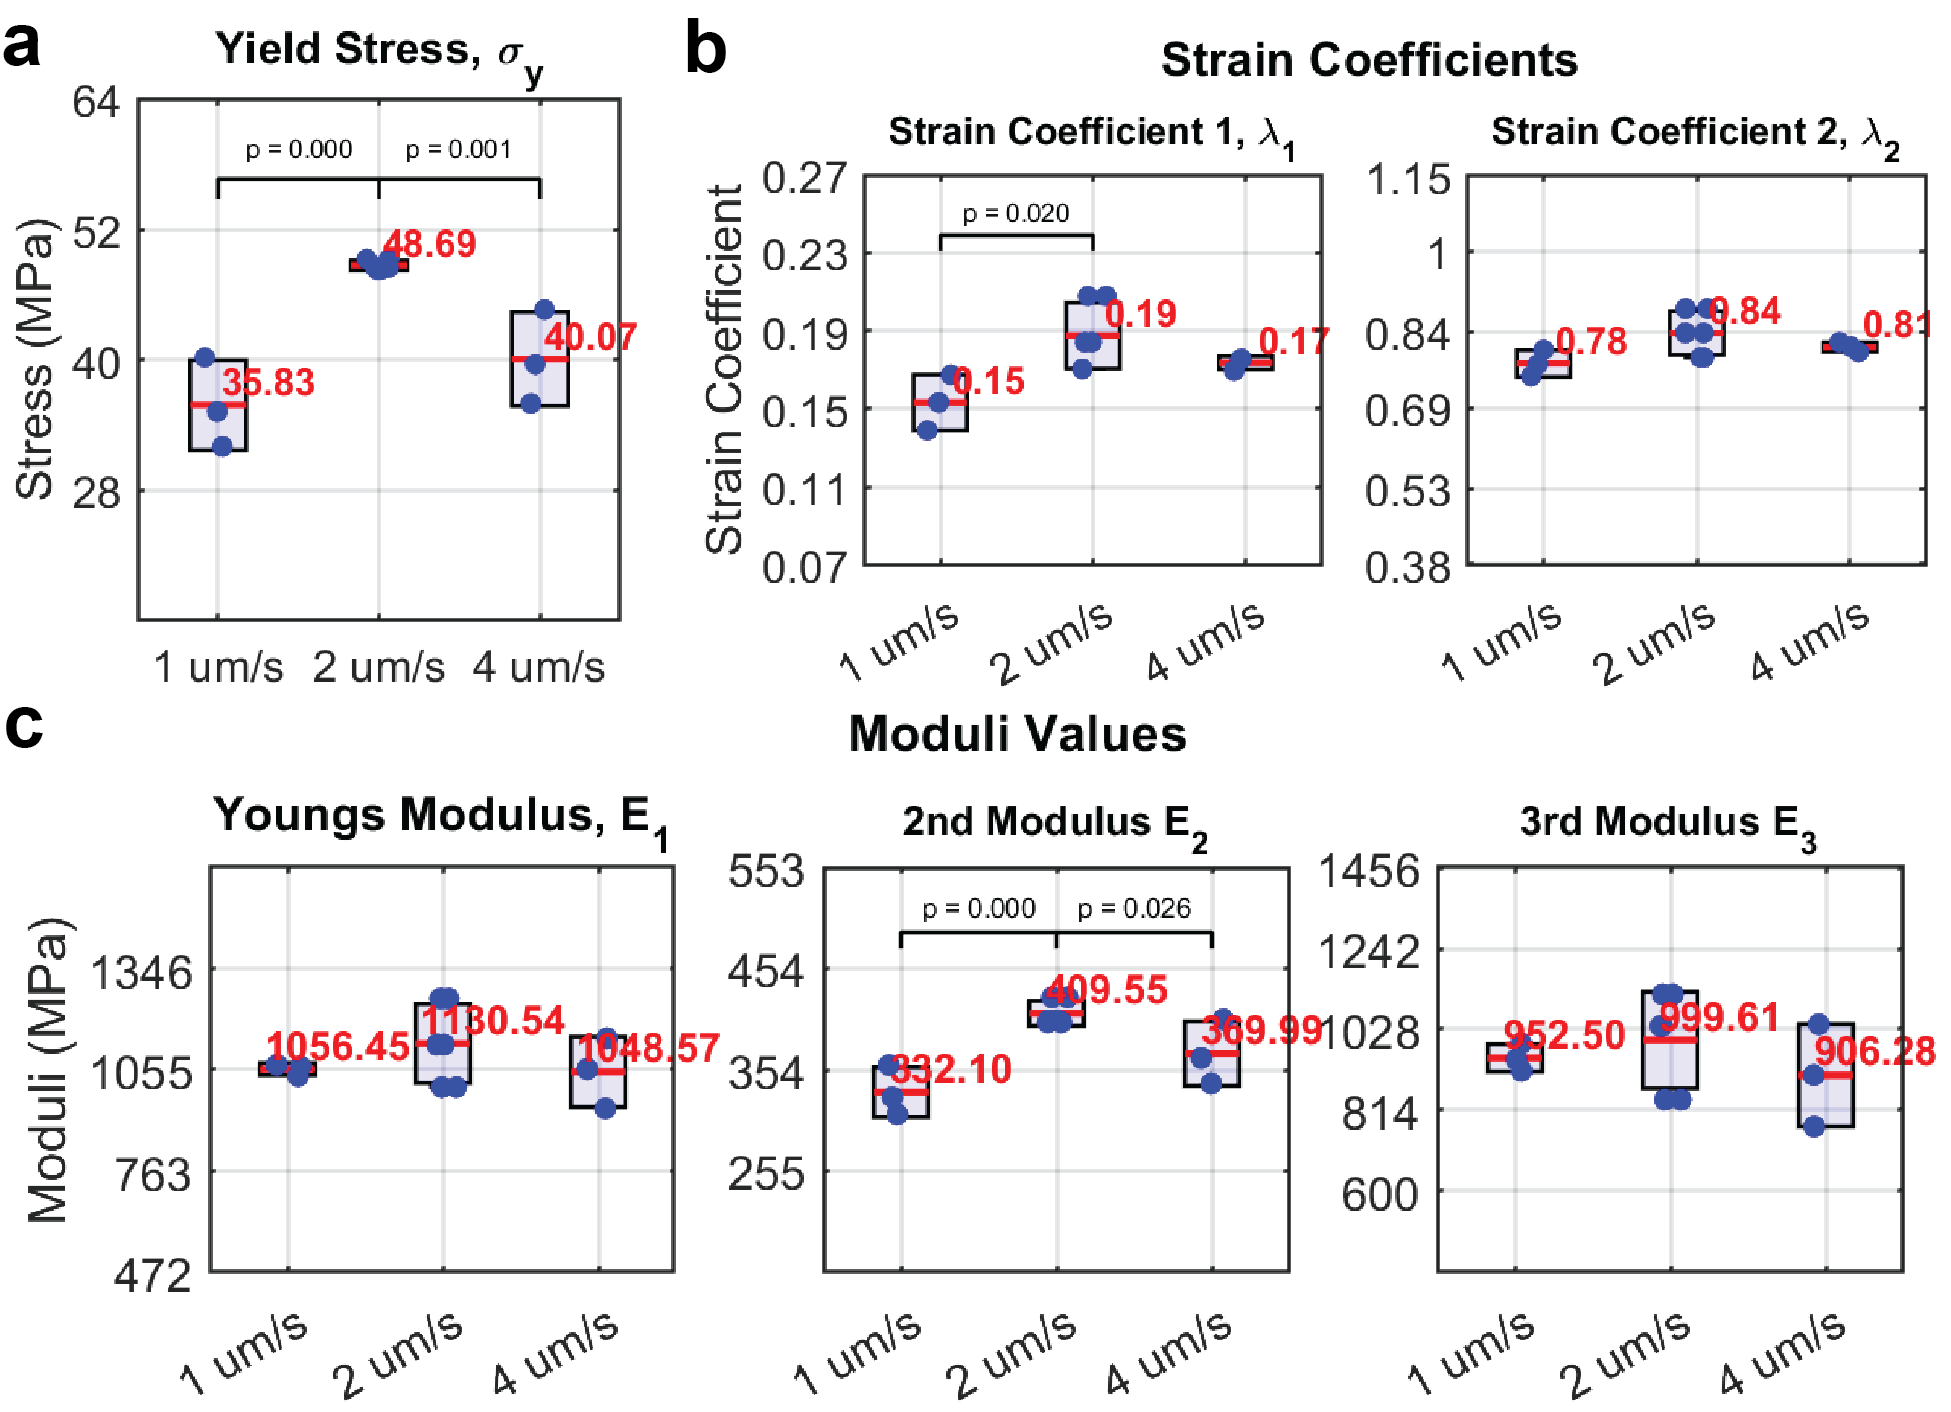 a
Yield Stress, σy
64
52
40
28
Stress (MPa)
p = 0.000
p = 0.001
35.83
48.69
40.07
1 um/s
2 um/s
4 um/s
b
Strain Coefficients
Strain Coefficient 1, λ1
0.27
0.23
0.19
0.15
0.11
0.07
Strain Coefficient
p = 0.020
0.15
0.19
0.17
1 um/s
2 um/s
4 um/s
Strain Coefficient 2, λ2
1.15
1
0.84
0.69
0.53
0.38
0.78
0.84
0.81
1 um/s
2 um/s
4 um/s
c
Moduli Values
Youngs Modulus, E1
1346
1055
763
472
Moduli (MPa)
1056.45
1130.54
1048.57
1 um/s
2 um/s
4 um/s
2nd Modulus E2
553
454
354
255
p = 0.000
p = 0.026
332.10
409.55
369.99
1 um/s
2 um/s
4 um/s
3rd Modulus E3
1456
1242
1028
814
600
952.50
999.61
906.28
1 um/s
2 um/s
4 um/s